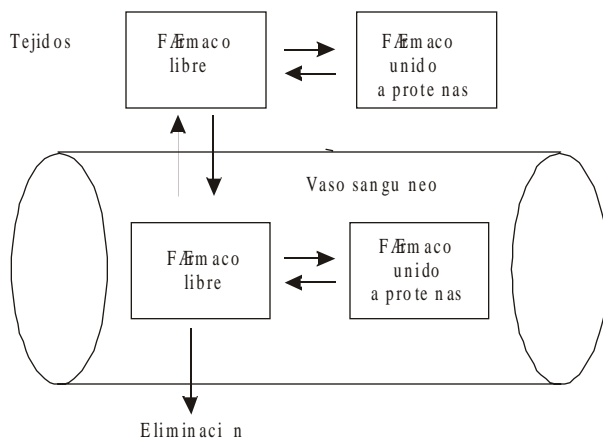 Tejidos
FÆrmaco
libre
FÆrmaco
unido
a prote nas
Vaso sangu neo
FÆrmaco
libre
FÆrmaco
unido
a prote nas
Eliminaci n